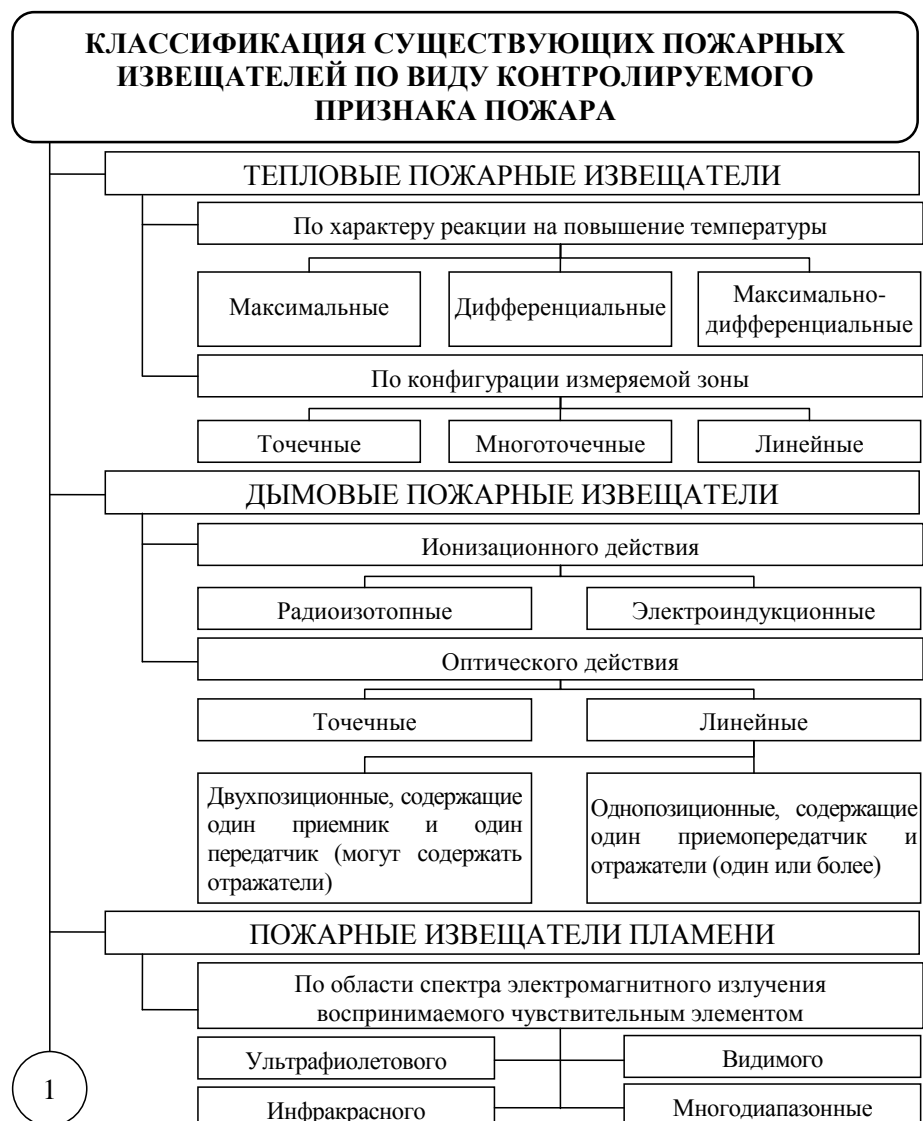 КЛАССИФИКАЦИЯ СУЩЕСТВУЮЩИХ ПОЖАРНЫХ
ИЗВЕЩАТЕЛЕЙ ПО ВИДУ КОНТРОЛИРУЕМОГО
ПРИЗНАКА ПОЖАРА
ТЕПЛОВЫЕ ПОЖАРНЫЕ ИЗВЕЩАТЕЛИ
По характеру реакции на повышение температуры
Максимальные
Дифференциальные
Максимально-
дифференциальные
По конфигурации измеряемой зоны
Точечные
Многоточечные
Линейные
ДЫМОВЫЕ ПОЖАРНЫЕ ИЗВЕЩАТЕЛИ
Ионизационного действия
Радиоизотопные
Электроиндукционные
Оптического действия
Точечные
Линейные
Двухпозиционные, содержащие
один приемник и один
передатчик (могут содержать
отражатели)
Однопозиционные, содержащие
один приемопередатчик и
отражатели (один или более)
ПОЖАРНЫЕ ИЗВЕЩАТЕЛИ ПЛАМЕНИ
По области спектра электромагнитного излучения
воспринимаемого чувствительным элементом
Ультрафиолетового
Видимого
Инфракрасного
Многодиапазонные
1